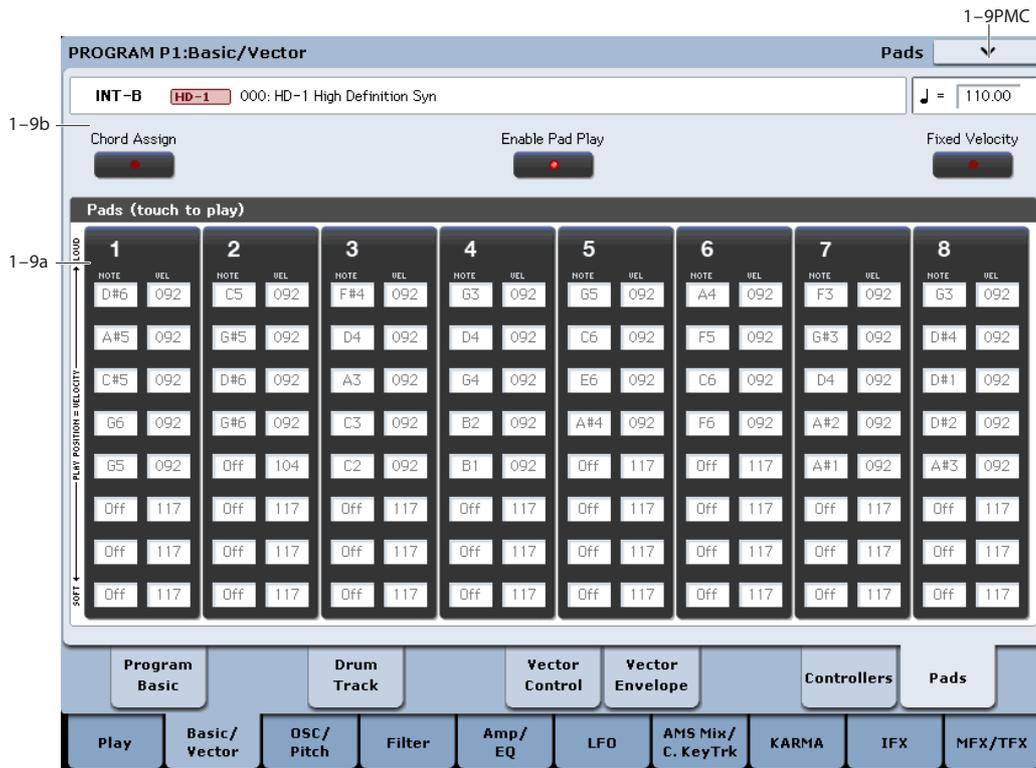 1–9PMC
PROGRAM P1:Basic/Vector Pads
INT-B HD-1 000: HD-1 High Definition Syn ♩ = 110.00
1–9b
Chord Assign Enable Pad Play Fixed Velocity
Pads (touch to play)
1–9a
SOFT PLAY POSITION = VELOCITY LOUD
1 2 3 4 5 6 7 8
NOTE VEL NOTE VEL NOTE VEL NOTE VEL NOTE VEL NOTE VEL NOTE VEL NOTE VEL
D#6 092 C5 092 F#4 092 G3 092 G5 092 A4 092 F3 092 G3 092
A#5 092 G#5 092 D4 092 D4 092 C6 092 F5 092 G#3 092 D#4 092
C#5 092 D#6 092 A3 092 G4 092 E6 092 C6 092 D4 092 D#1 092
G6 092 G#6 092 C3 092 B2 092 A#4 092 F6 092 A#2 092 D#2 092
G5 092 Off 104 C2 092 B1 092 Off 117 Off 117 A#1 092 A#3 092
Off 117 Off 117 Off 117 Off 117 Off 117 Off 117 Off 117 Off 117
Off 117 Off 117 Off 117 Off 117 Off 117 Off 117 Off 117 Off 117
Off 117 Off 117 Off 117 Off 117 Off 117 Off 117 Off 117 Off 117
Program Basic Drum Track Vector Control Vector Envelope Controllers Pads
Play Basic/Vector OSC/Pitch Filter Amp/EQ LFO AMS Mix/C. KeyTrk KARMA IFX MFX/TFX